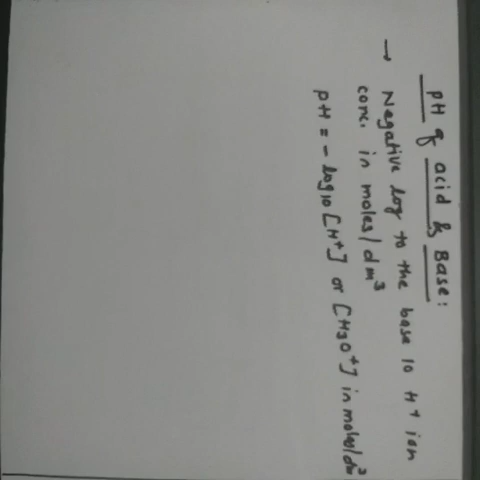 pH of acid & Base:
→ Negative log to the base 10 H+ ion
conc. in moles/dm³
pH = - log10 [H+] or [H3O+] in moles/dm³